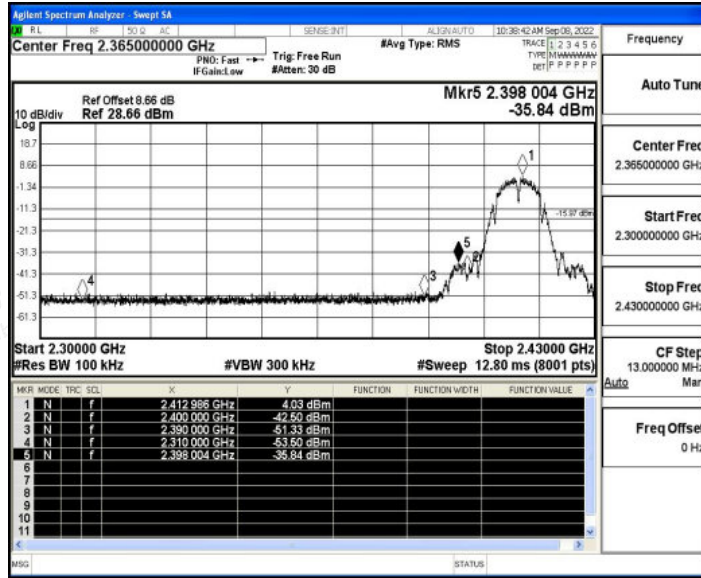 Agilent Spectrum Analyzer - Swept SA
RL RF 50 Ω AC SENSE:INT ALIGNAUTO 10:38:42 AM Sep 08, 2022
Center Freq 2.365000000 GHz
PNO: Fast
IFGain:Low
Trig: Free Run
#Atten: 30 dB
#Avg Type: RMS
TRACE 1 2 3 4 5 6
TYPE
DET P P P P P P
Ref Offset 8.66 dB
Ref 28.66 dBm
10 dB/div
Log
Mkr5 2.398 004 GHz
-35.84 dBm
18.7
8.66
-1.34
-11.3
-21.3
-31.3
-41.3
-51.3
-61.3
1
5
2
3
4
Start 2.30000 GHz
Stop 2.43000 GHz
#Res BW 100 kHz
#VBW 300 kHz
#Sweep 12.80 ms (8001 pts)
MKR MODE TRC SCL X Y FUNCTION FUNCTION WIDTH FUNCTION VALUE
1 N f 2.412 986 GHz 4.03 dBm
2 N f 2.400 000 GHz -42.50 dBm
3 N f 2.390 000 GHz -51.33 dBm
4 N f 2.310 000 GHz -53.50 dBm
5 N f 2.398 004 GHz -35.84 dBm
6
7
8
9
10
11
MSG
STATUS
Frequency
Auto Tune
Center Freq
2.365000000 GHz
Start Freq
2.300000000 GHz
Stop Freq
2.430000000 GHz
CF Step
13.000000 MHz
Auto Man
Freq Offset
0 Hz